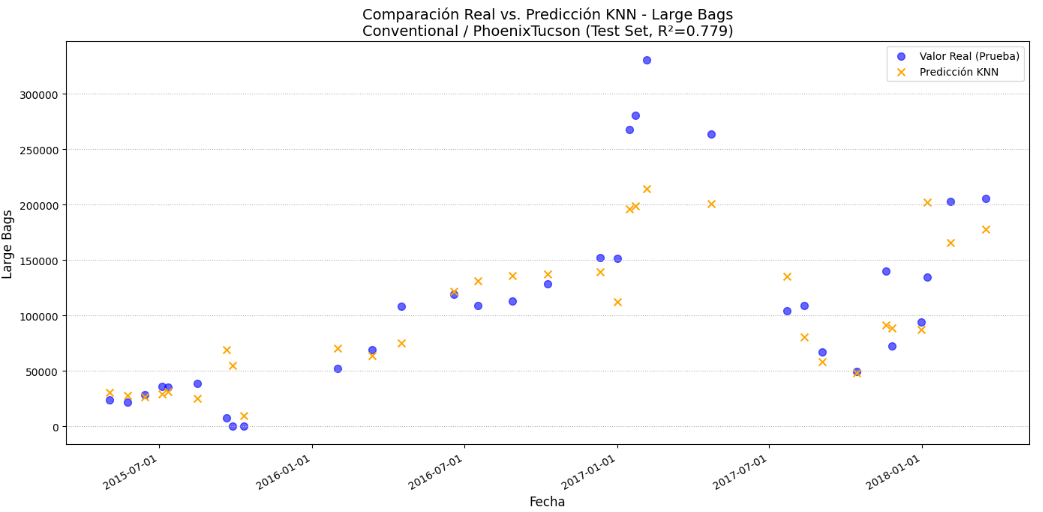 Comparación Real vs. Predicción KNN - Large Bags
Conventional / PhoenixTucson (Test Set, R²=0.779)
Valor Real (Prueba)
Predicción KNN
Large Bags
300000
250000
200000
150000
100000
50000
0
2015-07-01
2016-01-01
2016-07-01
2017-01-01
2017-07-01
2018-01-01
Fecha